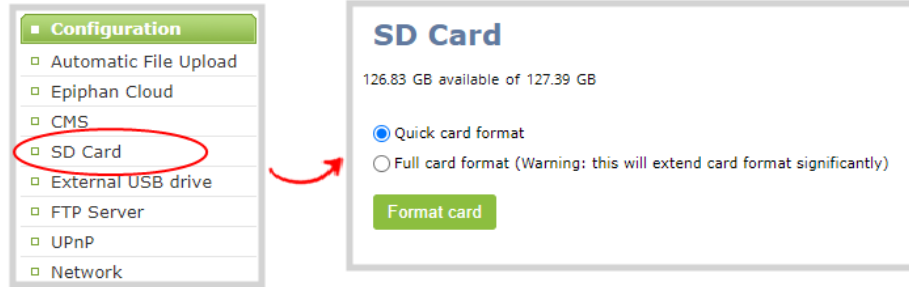 Configuration
Automatic File Upload
Epiphan Cloud
CMS
SD Card
External USB drive
FTP Server
UPnP
Network
SD Card
126.83 GB available of 127.39 GB
Quick card format
Full card format (Warning: this will extend card format significantly)
Format card